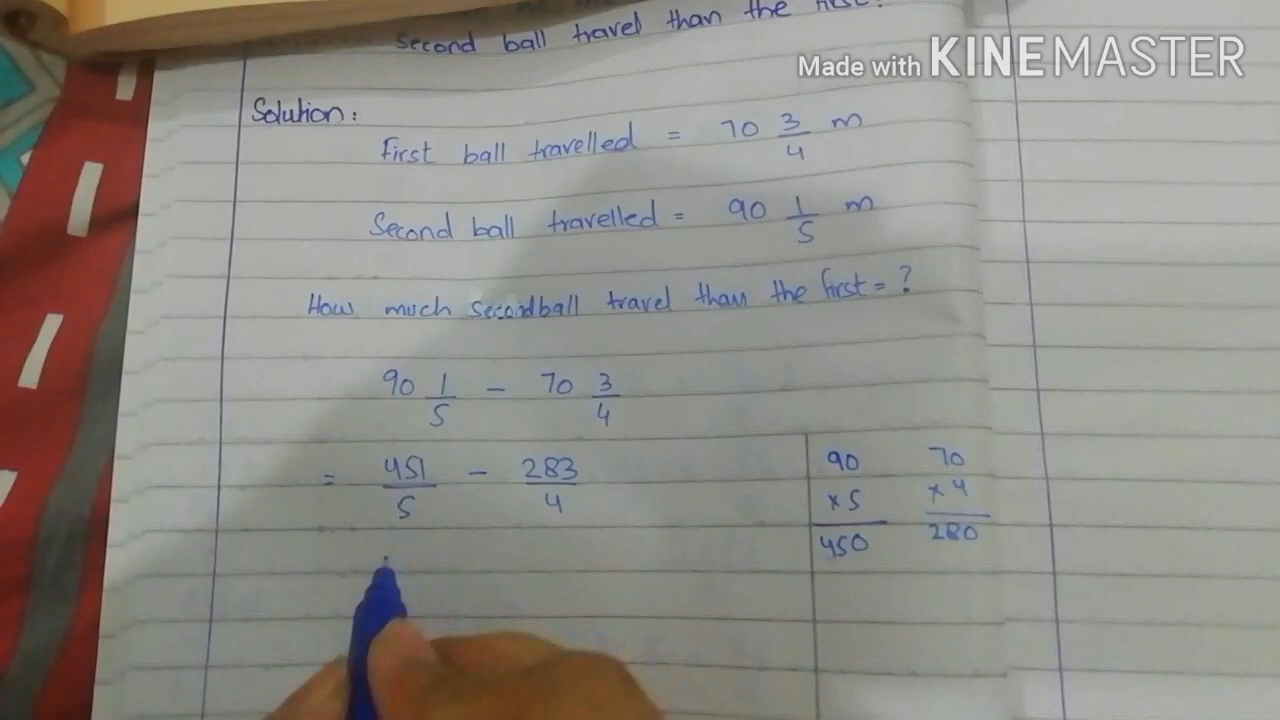 second ball travel than the first?
Made with KINEMASTER
Solution:
First ball travelled = 70 3/4 m
Second ball travelled = 90 1/5 m
How much secondball travel than the first = ?
90 1/5 - 70 3/4
= 451/5 - 283/4
90 70
×5 ×4
450 280